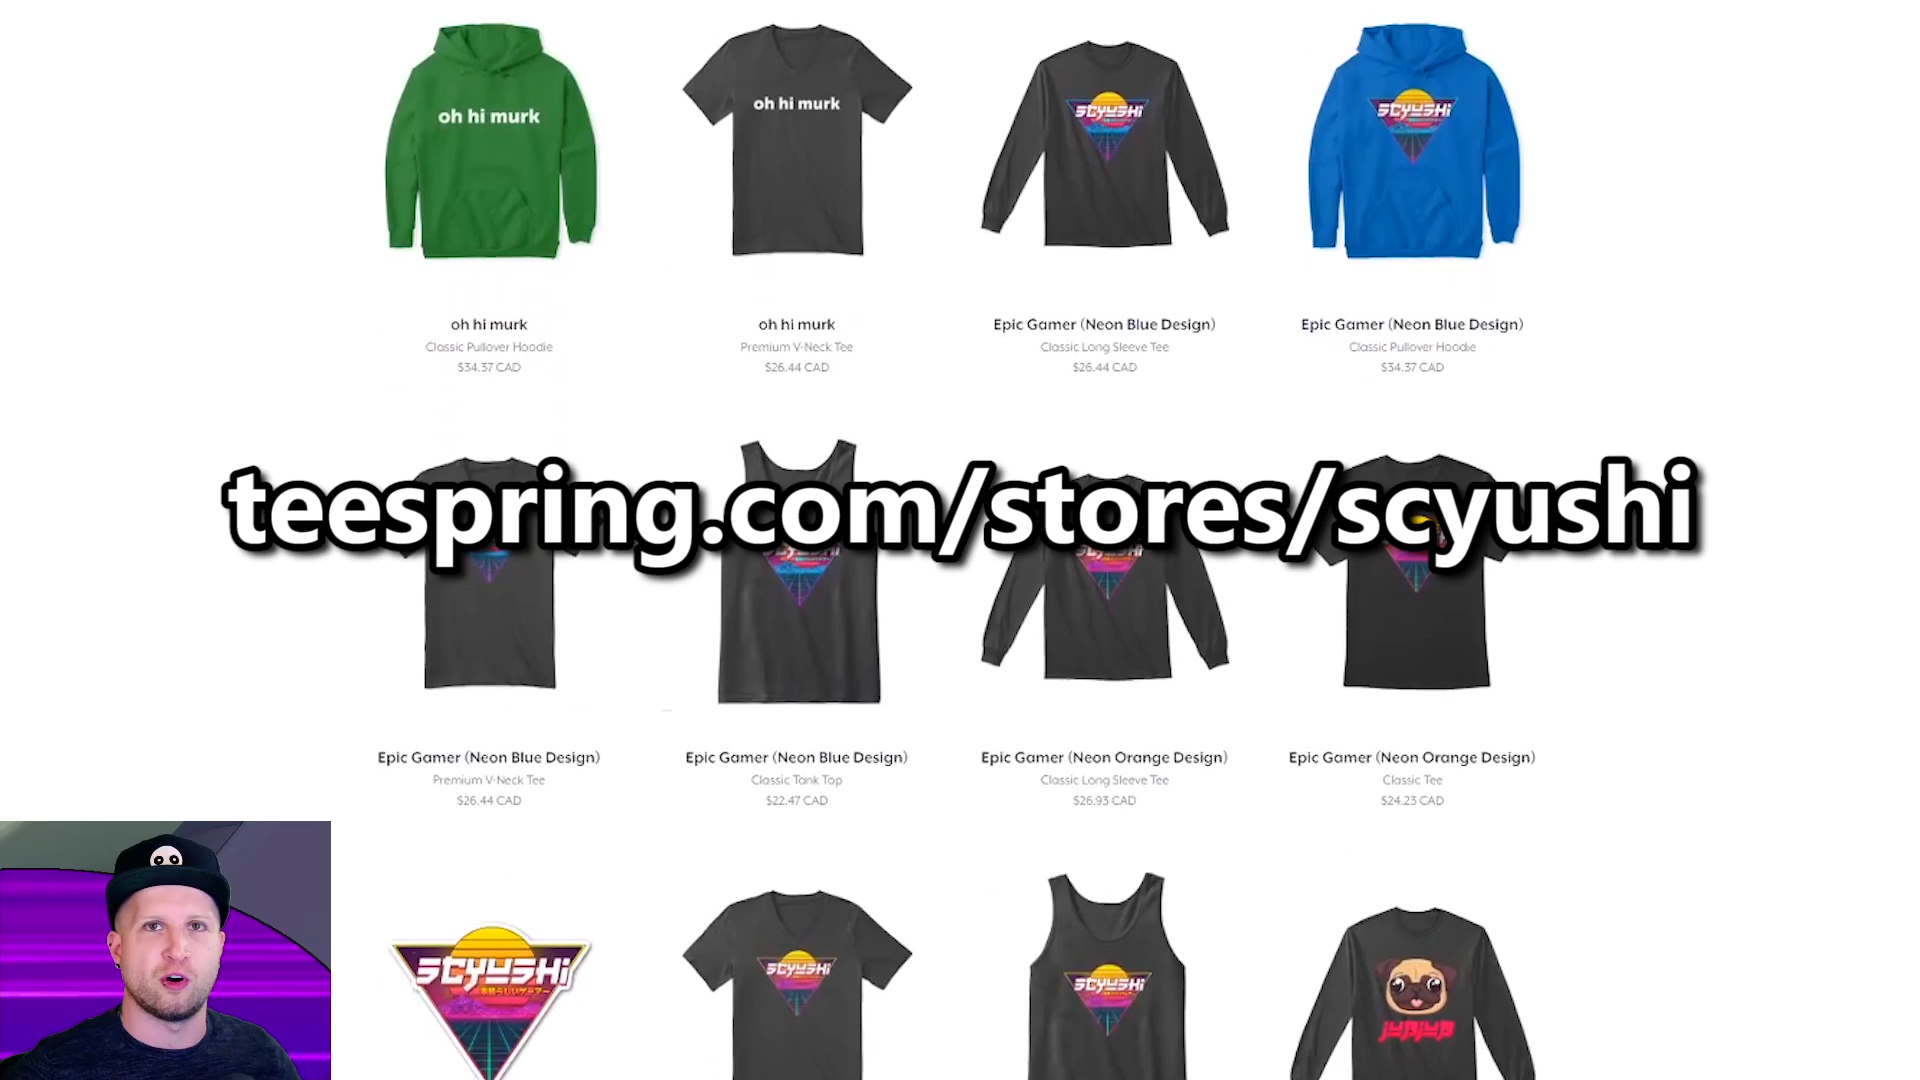 oh hi murk
oh hi murk
SCYUSHI
SCYUSHI
oh hi murk
Classic Pullover Hoodie
$34.37 CAD
oh hi murk
Premium V-Neck Tee
$26.44 CAD
Epic Gamer (Neon Blue Design)
Classic Long Sleeve Tee
$26.44 CAD
Epic Gamer (Neon Blue Design)
Classic Pullover Hoodie
$34.37 CAD
teespring.com/stores/scyushi
SCYUSHI
SCYUSHI
Epic Gamer (Neon Blue Design)
Premium V-Neck Tee
$26.44 CAD
Epic Gamer (Neon Blue Design)
Classic Tank Top
$22.47 CAD
Epic Gamer (Neon Orange Design)
Classic Long Sleeve Tee
$26.93 CAD
Epic Gamer (Neon Orange Design)
Classic Tee
$24.23 CAD
SCYUSHI
SCYUSHI
SCYUSHI
jupjup